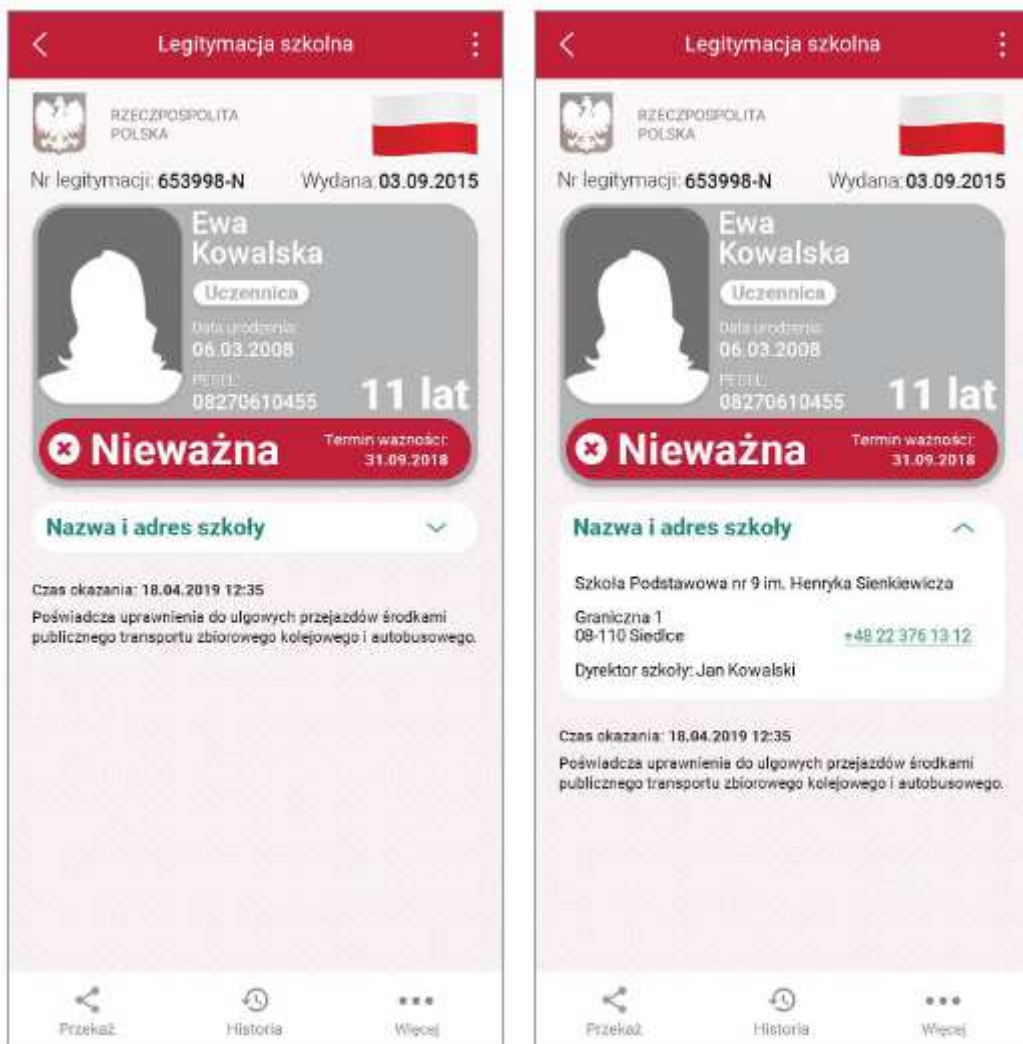 Legitymacja szkolna
RZECZPOSPOLITA
POLSKA
Nr legitymacji: 653998-N Wydana: 03.09.2015
Ewa
Kowalska
Uczennica
Data urodzenia:
06.03.2008
PESEL:
08270610455
11 lat
Nieważna
Termin ważności:
31.09.2018
Nazwa i adres szkoły
Czas okazania: 18.04.2019 12:35
Poświadcza uprawnienia do ulgowych przejazdów środkami
publicznego transportu zbiorowego kolejowego i autobusowego.
Przekaż Historia Więcej
Legitymacja szkolna
RZECZPOSPOLITA
POLSKA
Nr legitymacji: 653998-N Wydana: 03.09.2015
Ewa
Kowalska
Uczennica
Data urodzenia:
06.03.2008
PESEL:
08270610455
11 lat
Nieważna
Termin ważności:
31.09.2018
Nazwa i adres szkoły
Szkoła Podstawowa nr 9 im. Henryka Sienkiewicza
Graniczna 1
08-110 Siedlce +48 22 376 13 12
Dyrektor szkoły: Jan Kowalski
Czas okazania: 18.04.2019 12:35
Poświadcza uprawnienia do ulgowych przejazdów środkami
publicznego transportu zbiorowego kolejowego i autobusowego.
Przekaż Historia Więcej